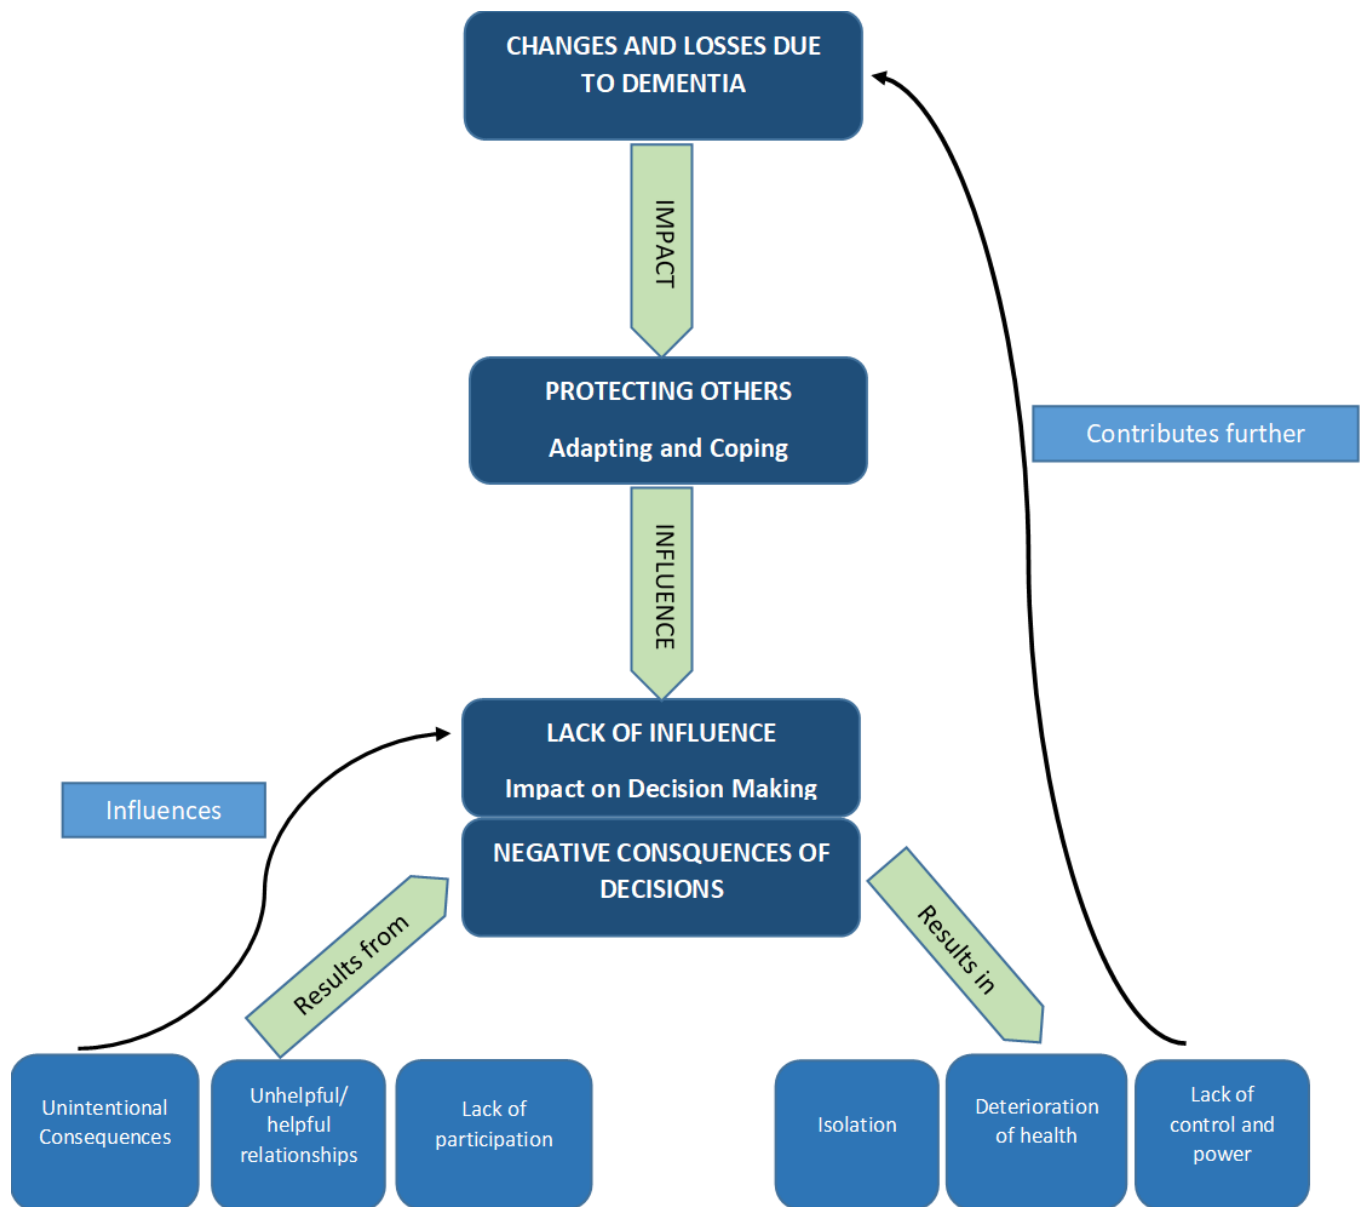 CHANGES AND LOSSES DUE
TO DEMENTIA
IMPACT
PROTECTING OTHERS
Adapting and Coping
Contributes further
INFLUENCE
LACK OF INFLUENCE
Impact on Decision Making
Influences
NEGATIVE CONSQUENCES OF
DECISIONS
Results from
Results in
Unintentional
Consequences
Unhelpful/
helpful
relationships
Lack of
participation
Isolation
Deterioration
of health
Lack of
control and
power